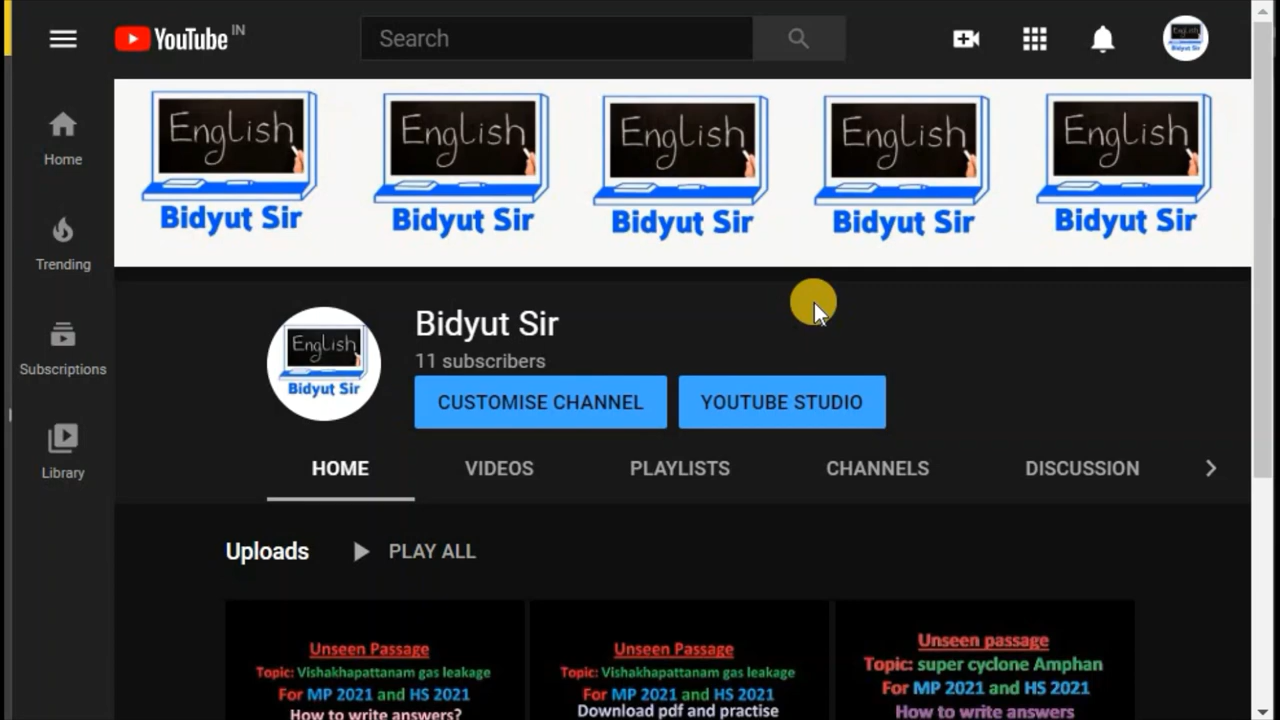 YouTube IN
Search
English English English English English
Bidyut Sir Bidyut Sir Bidyut Sir Bidyut Sir Bidyut Sir
Home
Trending
Subscriptions
Library
English
Bidyut Sir
Bidyut Sir
11 subscribers
CUSTOMISE CHANNEL YOUTUBE STUDIO
HOME VIDEOS PLAYLISTS CHANNELS DISCUSSION
Uploads PLAY ALL
Unseen Passage
Topic: Vishakhapattanam gas leakage
For MP 2021 and HS 2021
How to write answers?
Unseen Passage
Topic: Vishakhapattanam gas leakage
For MP 2021 and HS 2021
Download pdf and practise
Unseen passage
Topic: super cyclone Amphan
For MP 2021 and HS 2021
How to write answers